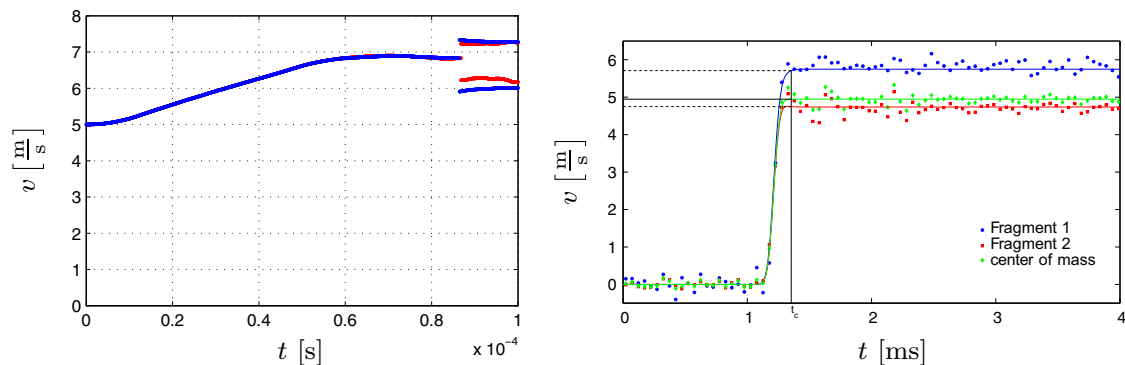 8
7
6
5
4
3
2
1
0
v [m/s]
0 0.2 0.4 0.6 0.8 1
x 10⁻⁴
t [s]
6
5
4
3
2
1
0
v [m/s]
Fragment 1
Fragment 2
center of mass
0 1 t_c 2 3 4
t [ms]